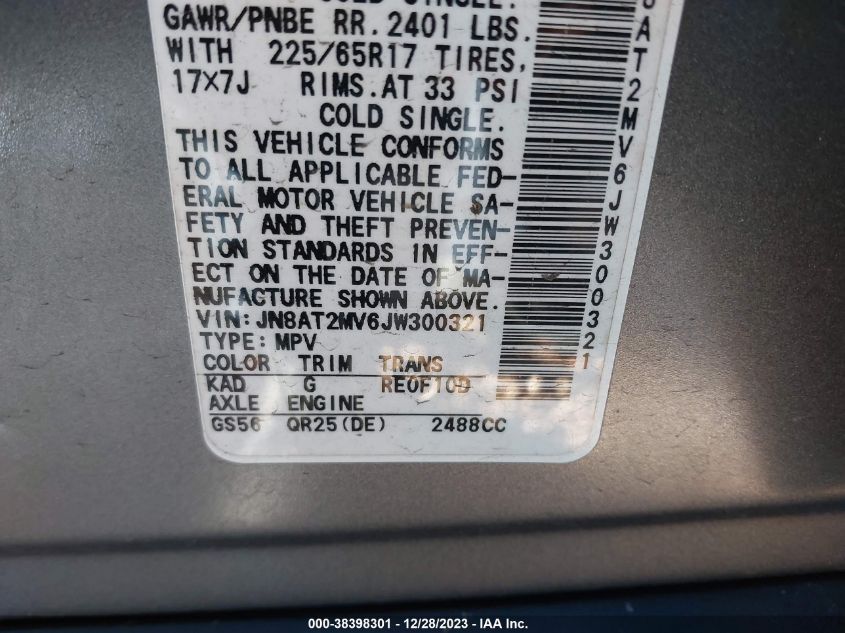 COLD SINGLE.
GAWR/PNBE RR. 2401 LBS.
WITH 225/65R17 TIRES,
17X7J RIMS. AT 33 PSI
COLD SINGLE.
THIS VEHICLE CONFORMS
TO ALL APPLICABLE FED-
ERAL MOTOR VEHICLE SA-
FETY AND THEFT PREVEN-
TION STANDARDS IN EFF-
ECT ON THE DATE OF MA-
NUFACTURE SHOWN ABOVE.
VIN: JN8AT2MV6JW300321
TYPE: MPV
COLOR TRIM TRANS
KAD G RE0F10D
AXLE ENGINE
GS56 QR25(DE) 2488CC
8AT2MV6JW300321
000-38398301 - 12/28/2023 - IAA Inc.